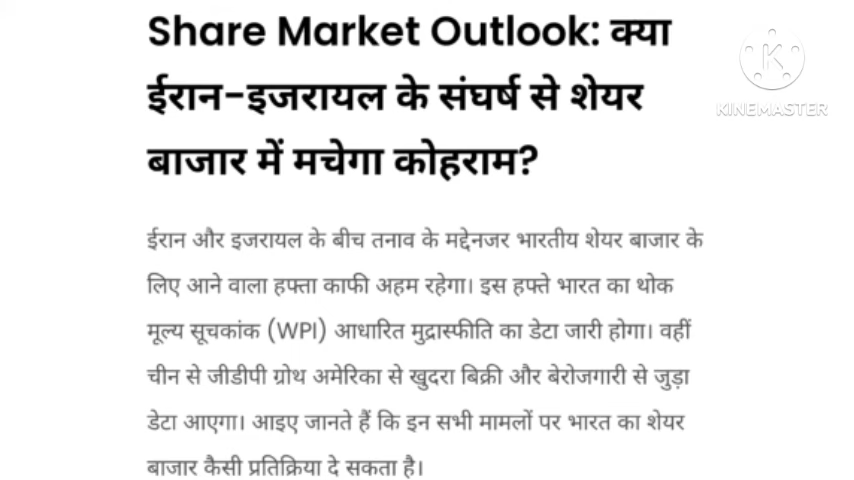 Share Market Outlook: क्या
ईरान-इजरायल के संघर्ष से शेयर
बाजार में मचेगा कोहराम?
ईरान और इजरायल के बीच तनाव के मद्देनजर भारतीय शेयर बाजार के
लिए आने वाला हफ्ता काफी अहम रहेगा। इस हफ्ते भारत का थोक
मूल्य सूचकांक (WPI) आधारित मुद्रास्फीति का डेटा जारी होगा। वहीं
चीन से जीडीपी ग्रोथ अमेरिका से खुदरा बिक्री और बेरोजगारी से जुड़ा
डेटा आएगा। आइए जानते हैं कि इन सभी मामलों पर भारत का शेयर
बाजार कैसी प्रतिक्रिया दे सकता है।
K
KINEMASTER